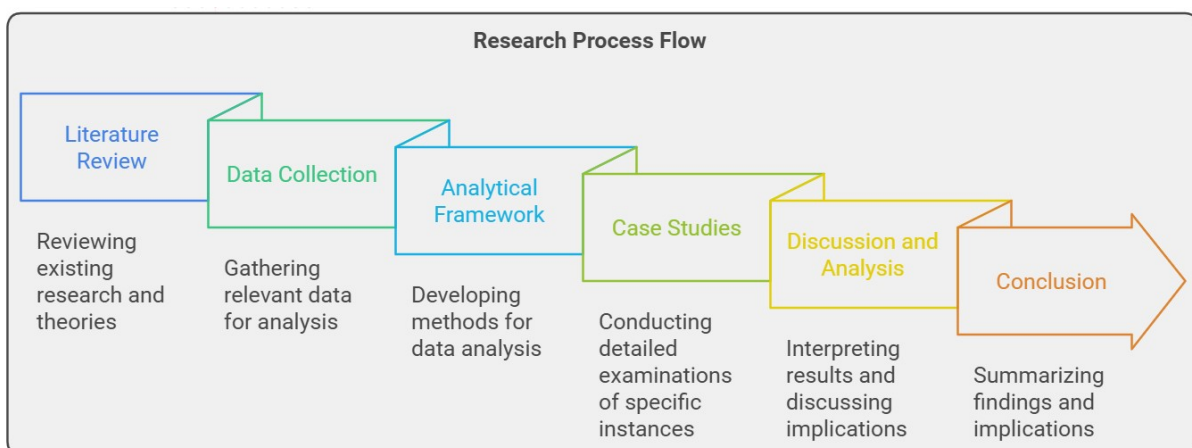 Research Process Flow
Literature
Review
Reviewing
existing
research and
theories
Data Collection
Gathering
relevant data
for analysis
Analytical
Framework
Developing
methods for
data analysis
Case Studies
Conducting
detailed
examinations
of specific
instances
Discussion and
Analysis
Interpreting
results and
discussing
implications
Conclusion
Summarizing
findings and
implications